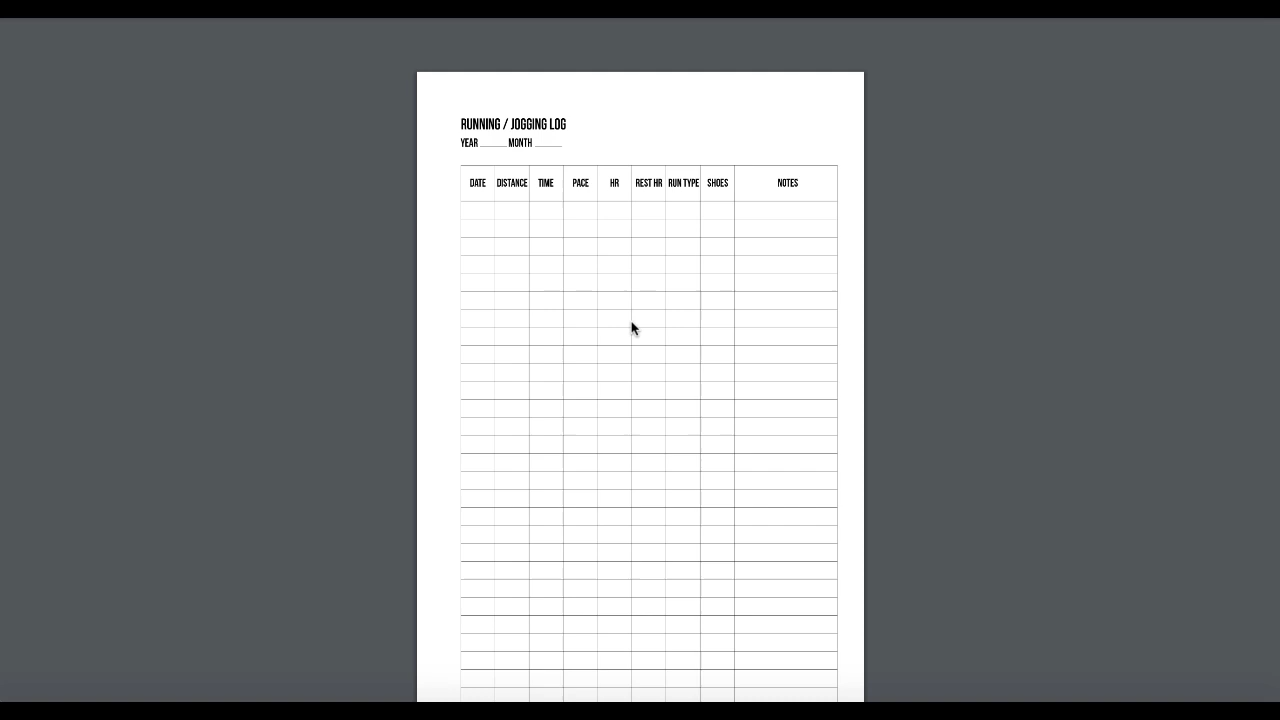 RUNNING / JOGGING LOG
YEAR ______ MONTH ______
DATE DISTANCE TIME PACE HR REST HR RUN TYPE SHOES NOTES